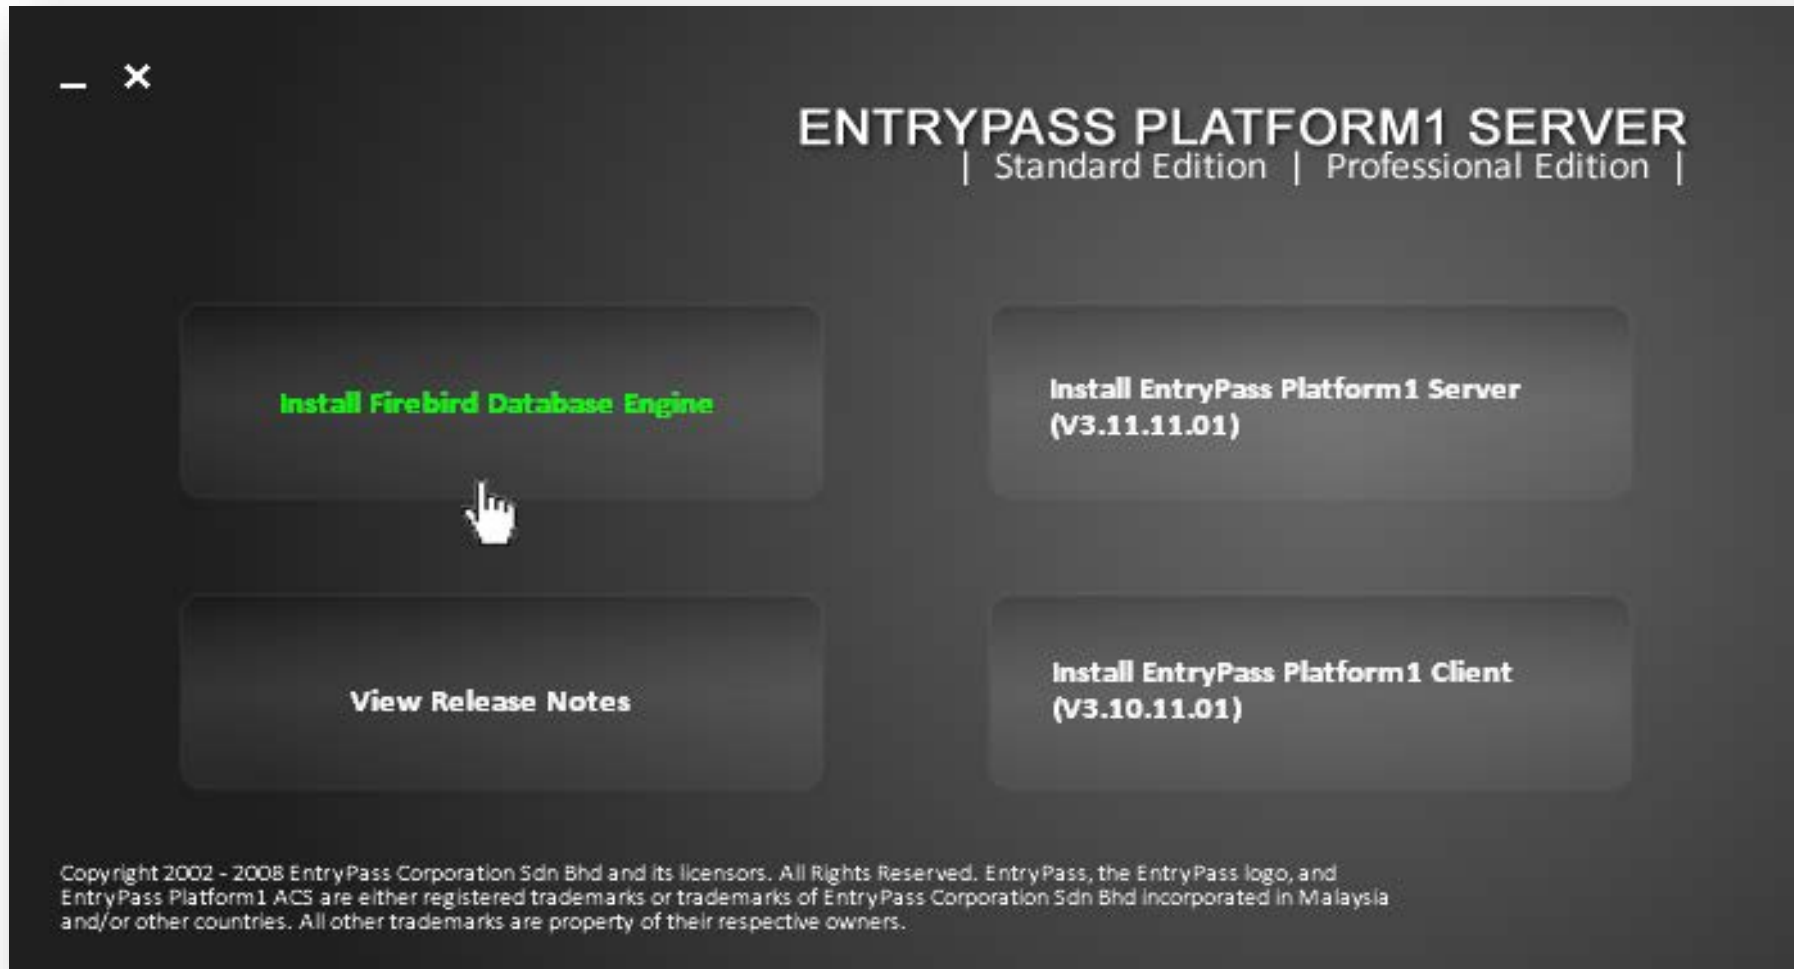 ENTRYPASS PLATFORM1 SERVER
| Standard Edition | Professional Edition |
Install Firebird Database Engine
Install EntryPass Platform1 Server
(V3.11.11.01)
View Release Notes
Install EntryPass Platform1 Client
(V3.10.11.01)
Copyright 2002 - 2008 EntryPass Corporation Sdn Bhd and its licensors. All Rights Reserved. EntryPass, the EntryPass logo, and
EntryPass Platform1 ACS are either registered trademarks or trademarks of EntryPass Corporation Sdn Bhd incorporated in Malaysia
and/or other countries. All other trademarks are property of their respective owners.